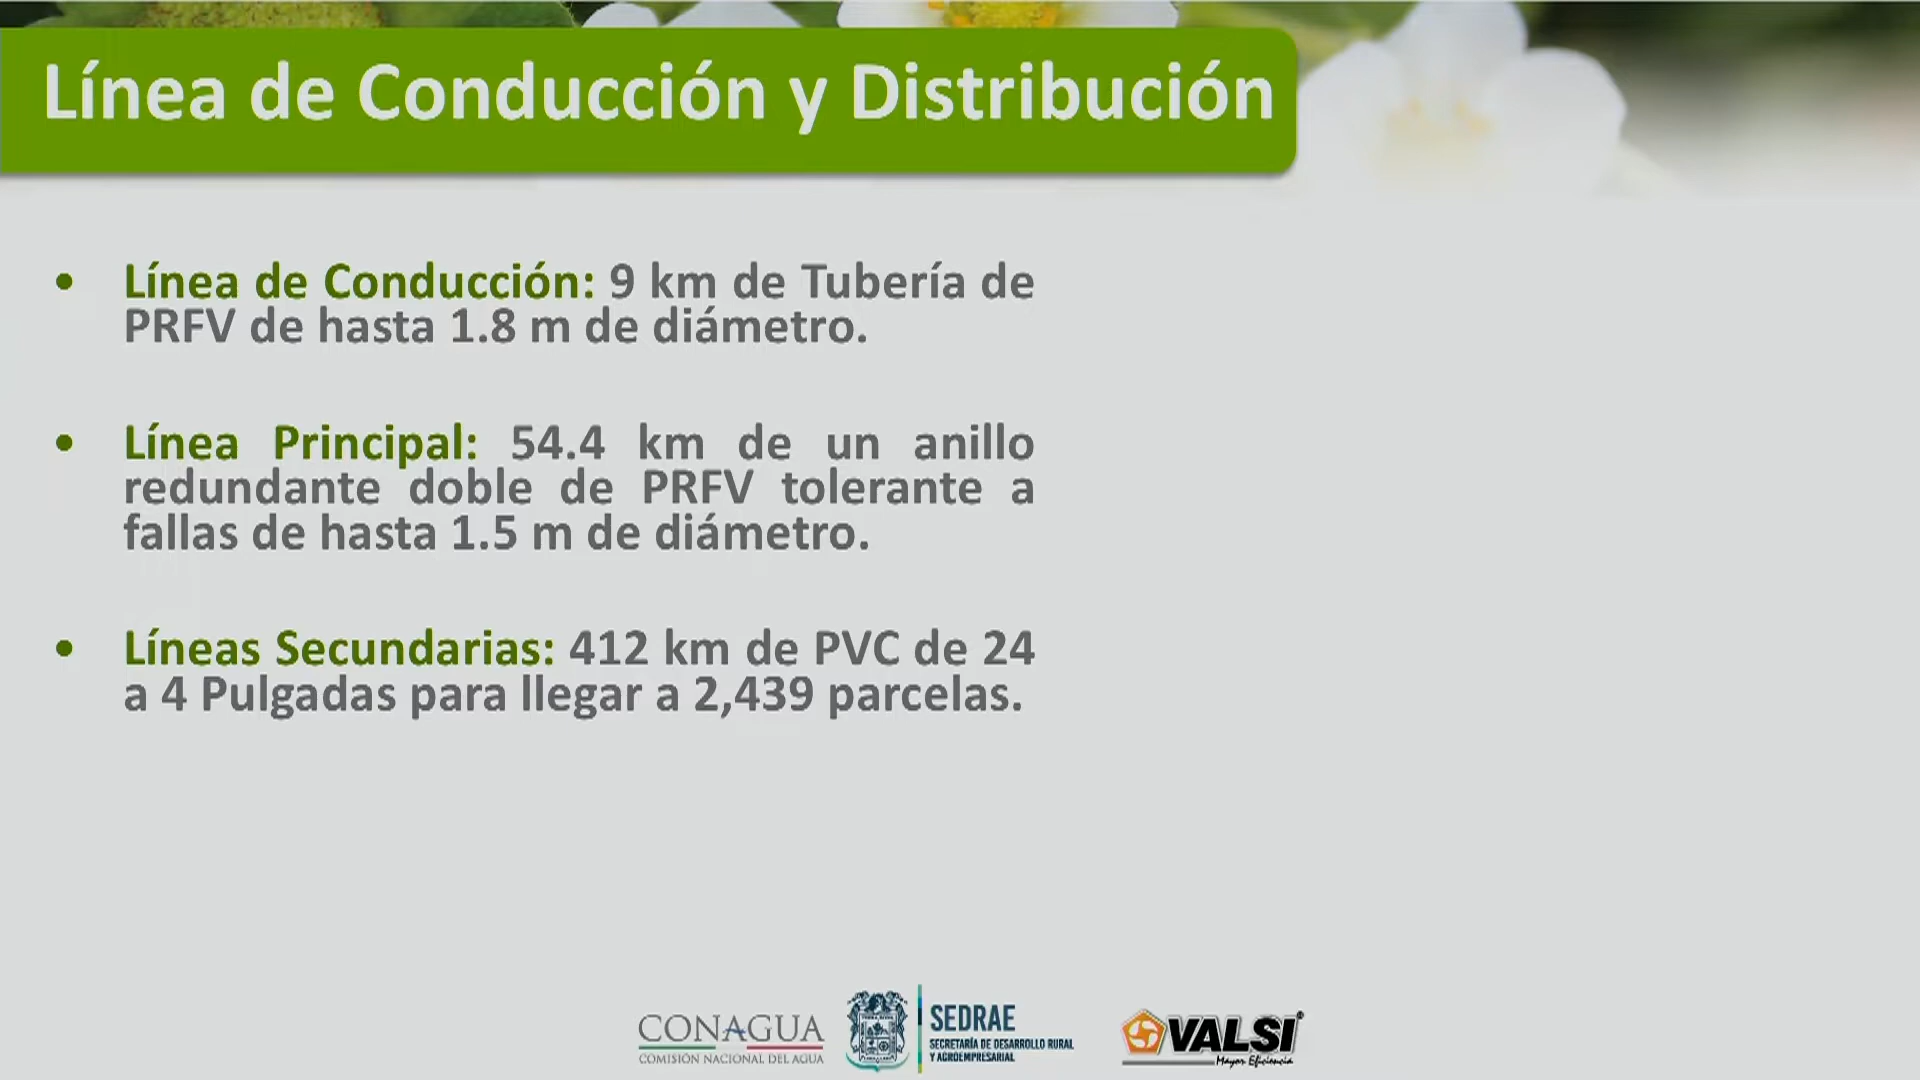 Línea de Conducción y Distribución
• Línea de Conducción: 9 km de Tubería de
PRFV de hasta 1.8 m de diámetro.
• Línea Principal: 54.4 km de un anillo
redundante doble de PRFV tolerante a
fallas de hasta 1.5 m de diámetro.
• Líneas Secundarias: 412 km de PVC de 24
a 4 Pulgadas para llegar a 2,439 parcelas.
CONAGUA
COMISIÓN NACIONAL DEL AGUA
SEDRAE
SECRETARÍA DE DESARROLLO RURAL
Y AGROEMPRESARIAL
VALSI®
Mayor Eficiencia